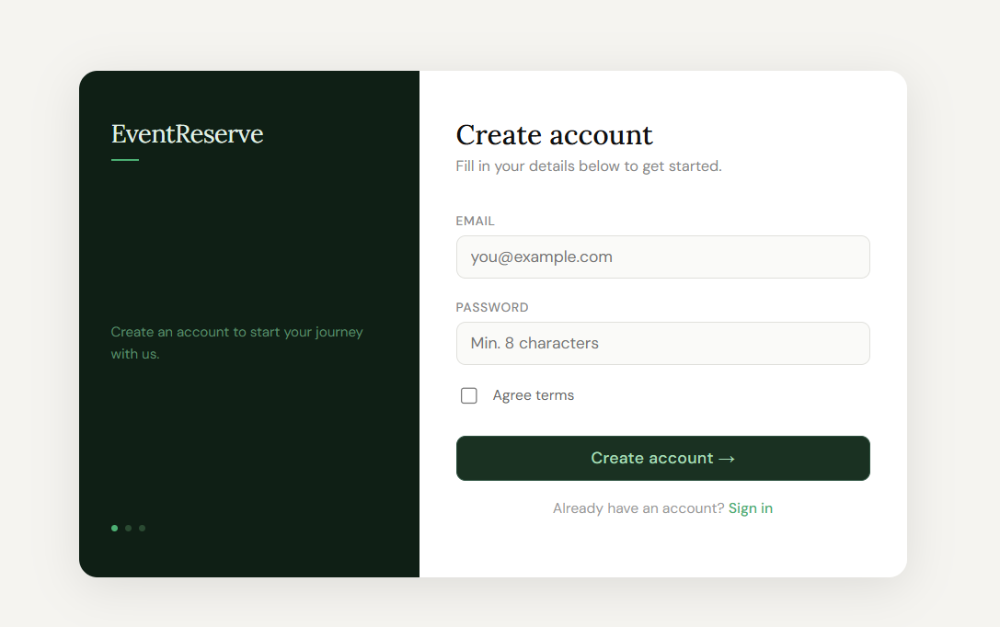 EventReserve
Create an account to start your journey
with us.
Create account
Fill in your details below to get started.
EMAIL
you@example.com
PASSWORD
Min. 8 characters
Agree terms
Create account →
Already have an account? Sign in